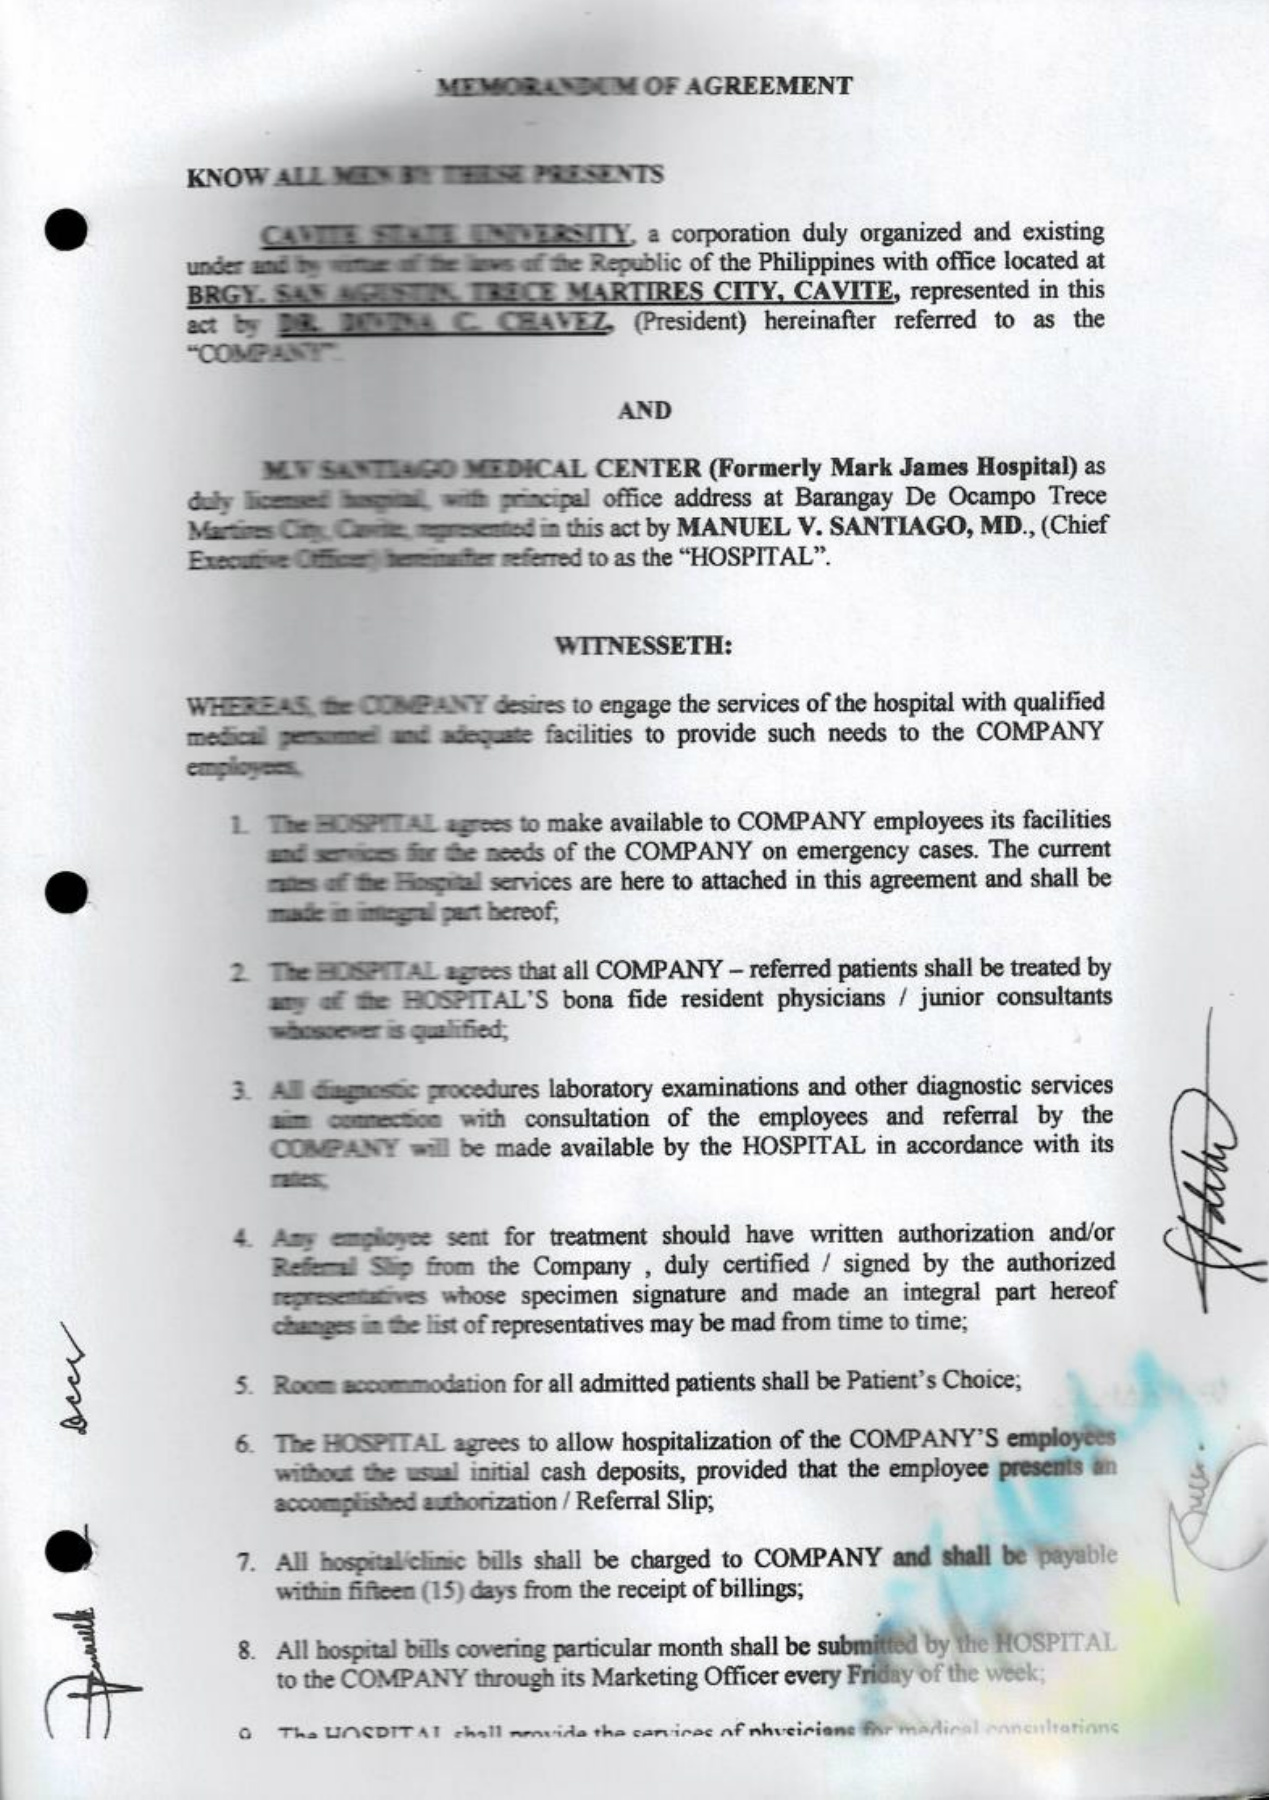 MEMORANDUM OF AGREEMENT
KNOW ALL MEN BY THESE PRESENTS
CAVITE STATE UNIVERSITY, a corporation duly organized and existing
under and by virtue of the laws of the Republic of the Philippines with office located at
BRGY. SAN AGUSTIN, TRECE MARTIRES CITY, CAVITE, represented in this
act by DR. DIVINA C. CHAVEZ, (President) hereinafter referred to as the
“COMPANY”.
AND
M.V SANTIAGO MEDICAL CENTER (Formerly Mark James Hospital) as
duly licensed hospital, with principal office address at Barangay De Ocampo Trece
Martires City, Cavite, represented in this act by MANUEL V. SANTIAGO, MD., (Chief
Executive Officer) hereinafter referred to as the “HOSPITAL”.
WITNESSETH:
WHEREAS, the COMPANY desires to engage the services of the hospital with qualified
medical personnel and adequate facilities to provide such needs to the COMPANY
employees,
1. The HOSPITAL agrees to make available to COMPANY employees its facilities
and services for the needs of the COMPANY on emergency cases. The current
rates of the Hospital services are here to attached in this agreement and shall be
made in integral part hereof;
2. The HOSPITAL agrees that all COMPANY – referred patients shall be treated by
any of the HOSPITAL’S bona fide resident physicians / junior consultants
whosoever is qualified;
3. All diagnostic procedures laboratory examinations and other diagnostic services
aim connection with consultation of the employees and referral by the
COMPANY will be made available by the HOSPITAL in accordance with its
rates;
4. Any employee sent for treatment should have written authorization and/or
Referral Slip from the Company , duly certified / signed by the authorized
representatives whose specimen signature and made an integral part hereof
changes in the list of representatives may be mad from time to time;
5. Room accommodation for all admitted patients shall be Patient’s Choice;
6. The HOSPITAL agrees to allow hospitalization of the COMPANY’S employees
without the usual initial cash deposits, provided that the employee presents an
accomplished authorization / Referral Slip;
7. All hospital/clinic bills shall be charged to COMPANY and shall be payable
within fifteen (15) days from the receipt of billings;
8. All hospital bills covering particular month shall be submitted by the HOSPITAL
to the COMPANY through its Marketing Officer every Friday of the week;
9. The HOSPITAL shall provide the services of physicians for medical consultations